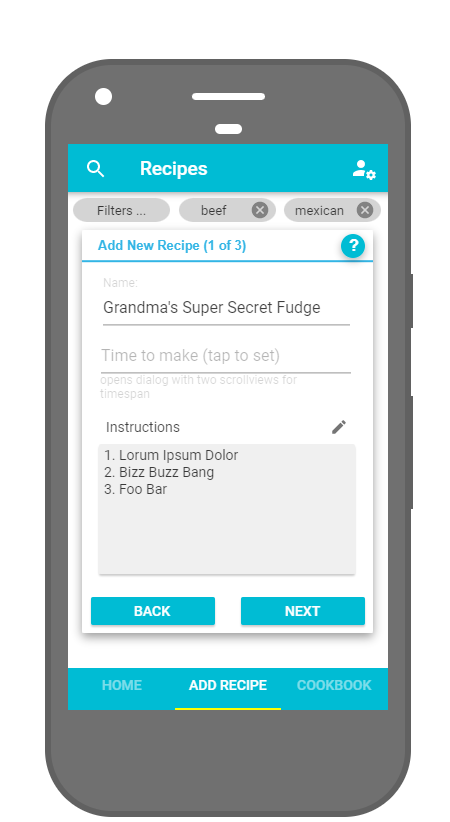 Recipes
Filters ... beef mexican
Add New Recipe (1 of 3) ?
Name:
Grandma's Super Secret Fudge
Time to make (tap to set)
opens dialog with two scrollviews for
timespan
Instructions
1. Lorum Ipsum Dolor
2. Bizz Buzz Bang
3. Foo Bar
BACK NEXT
HOME ADD RECIPE COOKBOOK